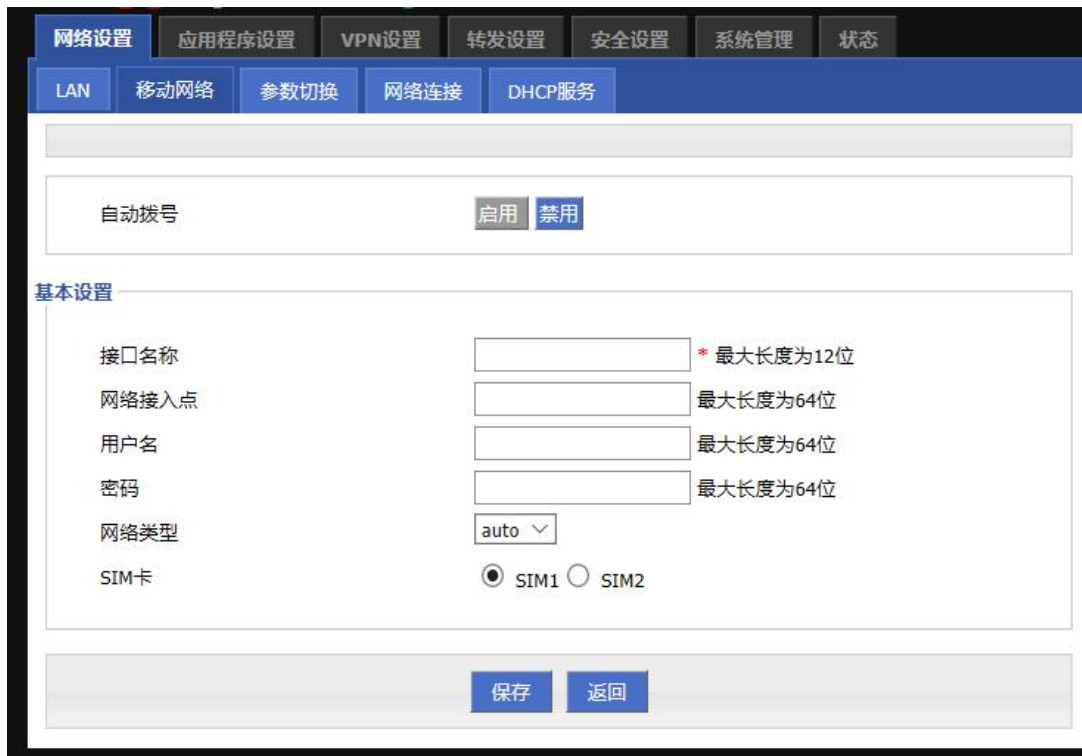 网络设置 应用程序设置 VPN设置 转发设置 安全设置 系统管理 状态
LAN 移动网络 参数切换 网络连接 DHCP服务
自动拨号 启用 禁用
基本设置
接口名称 * 最大长度为12位
网络接入点 最大长度为64位
用户名 最大长度为64位
密码 最大长度为64位
网络类型 auto
SIM卡 SIM1 SIM2
保存 返回